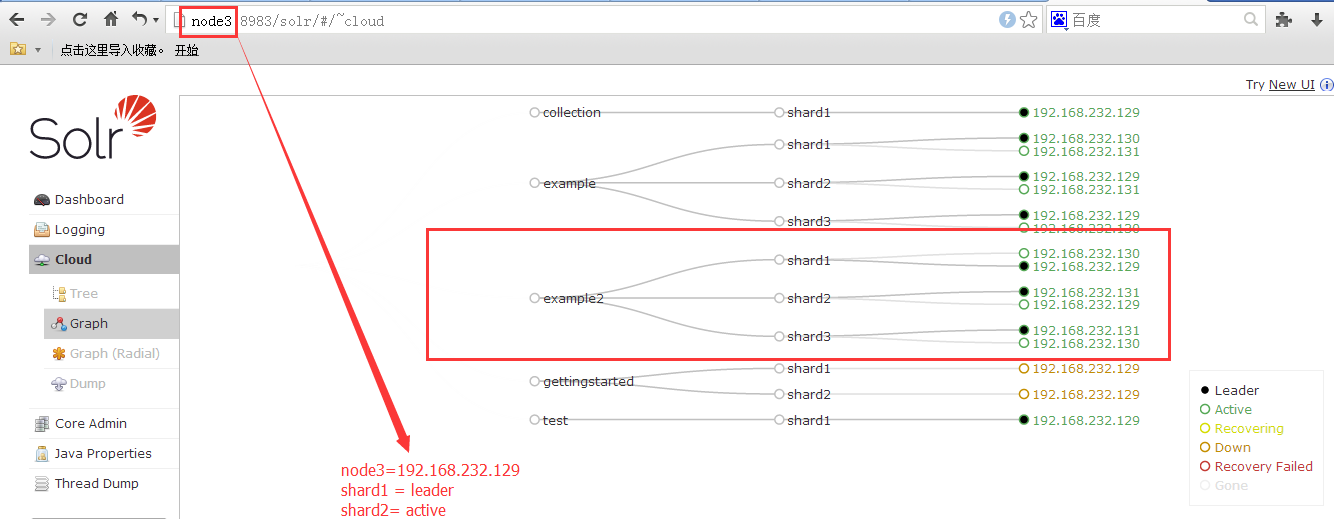 node3:8983/solr/#/~cloud
百度
点击这里导入收藏。 开始
Try New UI
Solr
Dashboard
Logging
Cloud
Tree
Graph
Graph (Radial)
Dump
Core Admin
Java Properties
Thread Dump
collection shard1 192.168.232.129
example shard1 192.168.232.130
192.168.232.131
shard2 192.168.232.129
192.168.232.131
shard3 192.168.232.129
192.168.232.130
example2 shard1 192.168.232.130
192.168.232.129
shard2 192.168.232.131
192.168.232.129
shard3 192.168.232.131
192.168.232.130
gettingstarted shard1 192.168.232.129
shard2 192.168.232.129
test shard1 192.168.232.129
Leader
Active
Recovering
Down
Recovery Failed
Gone
node3=192.168.232.129
shard1 = leader
shard2= active